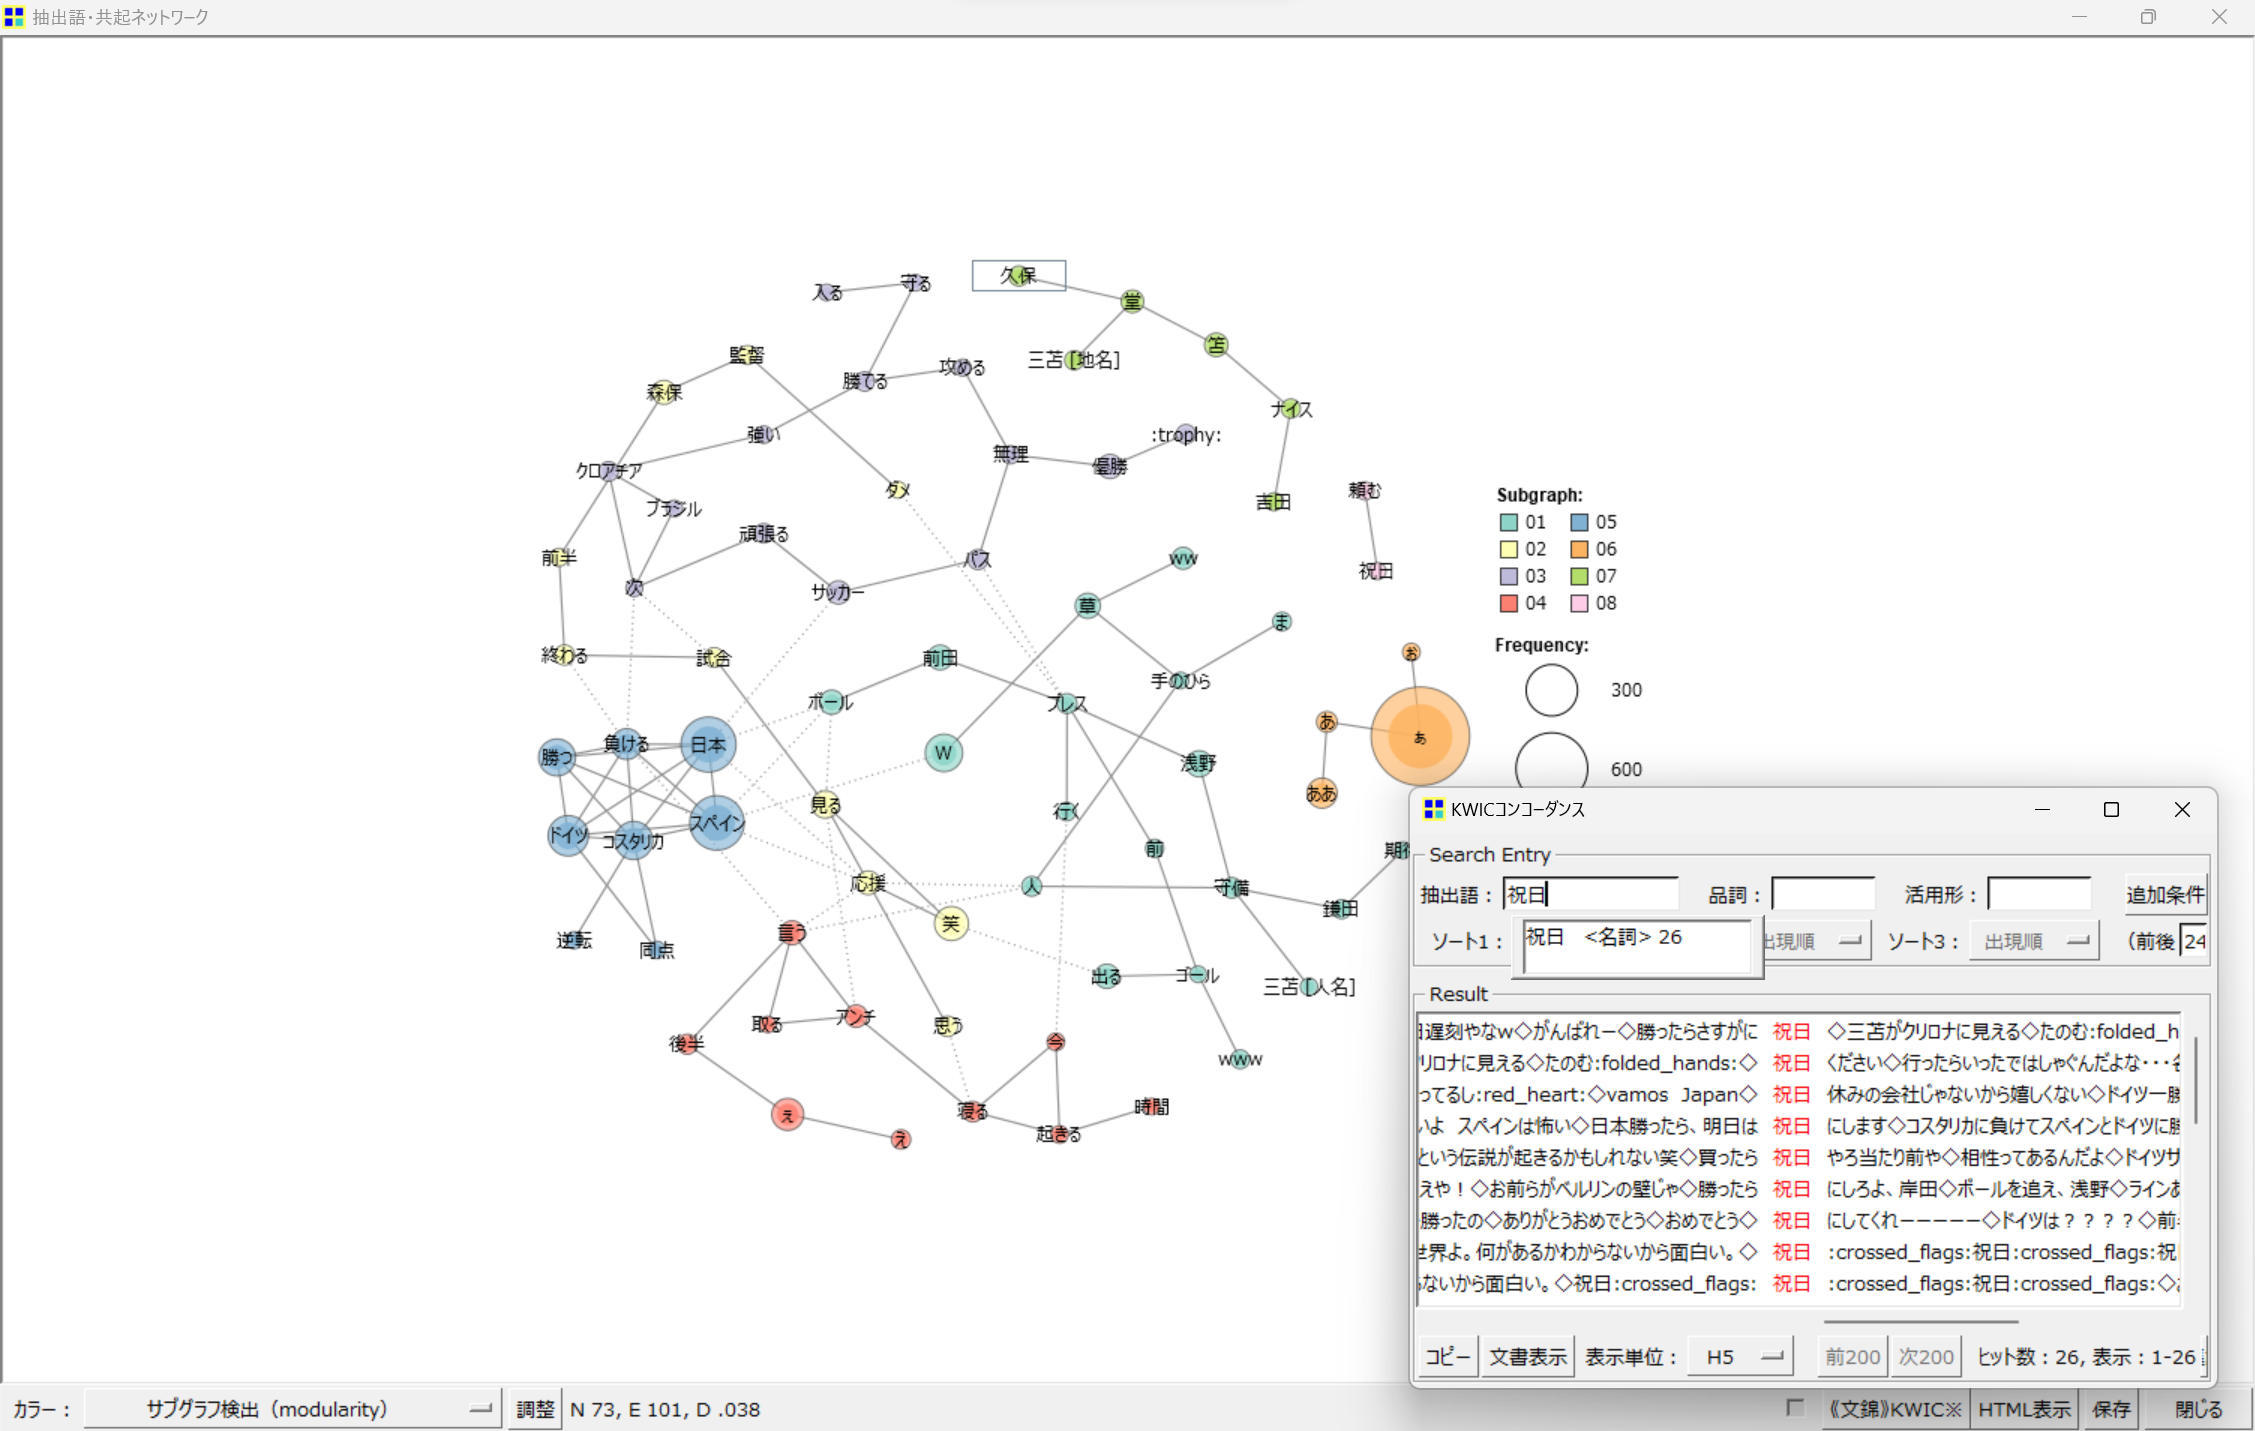 抽出語・共起ネットワーク
久保
守る
入る
堂
笘
監督
三苫 [地名]
攻める
勝てる
森保
ナイス
強い
:trophy:
無理
優勝
クロアチア
ダメ
頼む
吉田
ブラジル
頑張る
前半
パス
ww
祝日
次
サッカー
草
ま
終わる
試合
前田
お
手のひら
ボール
プレス
あ
ぁ
負ける
日本
勝つ
W
浅野
ああ
見る
行く
スペイン
ドイツ
コスタリカ
前
応援
人
守備
鎌田
笑
言う
逆転
同点
出る
ゴール
三苫 [人名]
取る
アンチ
思う
後半
今
www
ぇ
え
寝る
起きる
時間
Subgraph:
01 05
02 06
03 07
04 08
Frequency:
300
600
KWICコンコーダンス
Search Entry
抽出語： 祝日 品詞： 活用形： 追加条件
ソート1： 出現順 ソート3： 出現順 (前後 24
祝日 <名詞> 26
Result
遅刻やなw◇がんばれー◇勝ったらさすがに 祝日 ◇三苫がクリロナに見える◇たのむ:folded_h
リロナに見える◇たのむ:folded_hands:◇ 祝日 ください◇行ったらいったではしゃぐんだよな・・・
ってるし:red_heart:◇vamos Japan◇ 祝日 休みの会社じゃないから嬉しくない◇ドイツ一勝
いよ スペインは怖い◇日本勝ったら、明日は 祝日 にします◇コスタリカに負けてスペインとドイツに勝
という伝説が起きるかもしれない笑◇買ったら 祝日 やろ当たり前や◇相性ってあるんだよ◇ドイツサ
えや！◇お前らがベルリンの壁じゃ◇勝ったら 祝日 にしろよ、岸田◇ボールを追え、浅野◇ラインあ
勝ったの◇ありがとうおめでとう◇おめでとう◇ 祝日 にしてくれーーーーー◇ドイツは？？？？◇前
世界よ。何があるかわからないから面白い。◇ 祝日 :crossed_flags:祝日:crossed_flags:祝
ないから面白い。◇祝日:crossed_flags: 祝日 :crossed_flags:祝日:crossed_flags:◇
コピー 文書表示 表示単位： H5 前200 次200 ヒット数：26, 表示：1-26
カラー： サブグラフ検出（modularity） 調整 N 73, E 101, D .038 《文錦》KWIC※ HTML表示 保存 閉じる